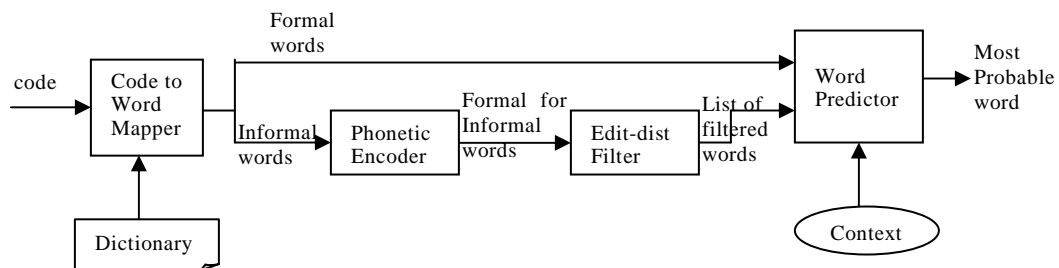 Formal
words
code
Code to
Word
Mapper
Informal
words
Phonetic
Encoder
Formal for
Informal
words
Edit-dist
Filter
List of
filtered
words
Word
Predictor
Most
Probable
word
Dictionary
Context